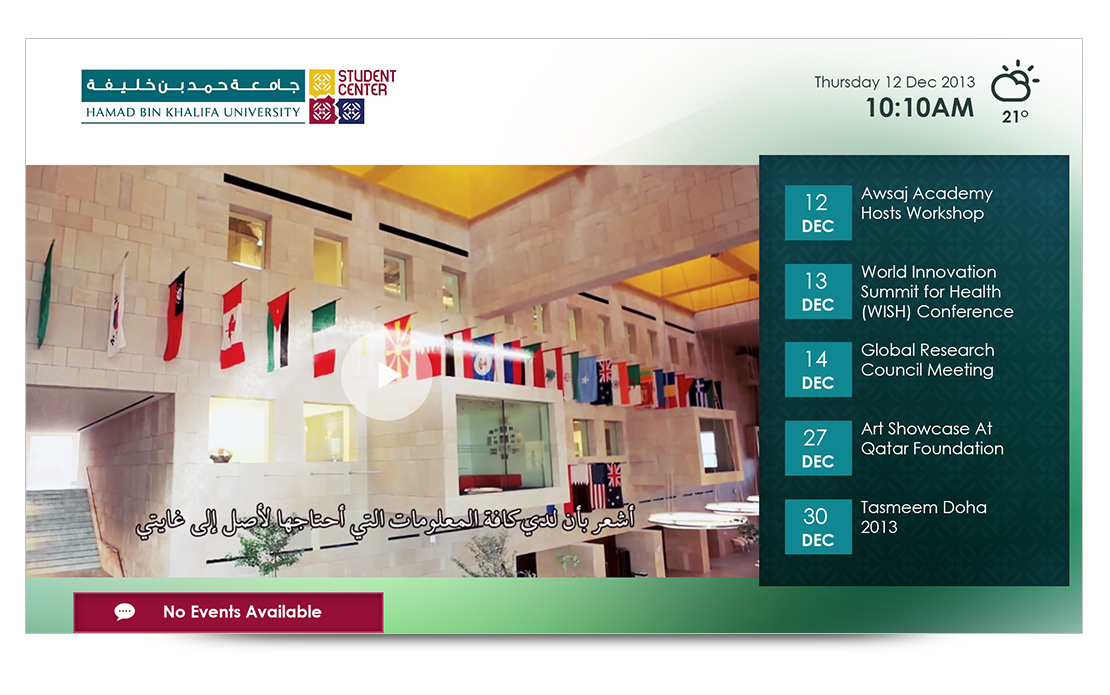 جامعة حمد بن خليفة
HAMAD BIN KHALIFA UNIVERSITY
STUDENT
CENTER
Thursday 12 Dec 2013
10:10AM
21°
12
DEC
Awsaj Academy
Hosts Workshop
13
DEC
World Innovation
Summit for Health
(WISH) Conference
14
DEC
Global Research
Council Meeting
27
DEC
Art Showcase At
Qatar Foundation
30
DEC
Tasmeem Doha
2013
أشعر بأن لدي كافة المعلومات التي أحتاجها لأصل إلى غايتي
No Events Available